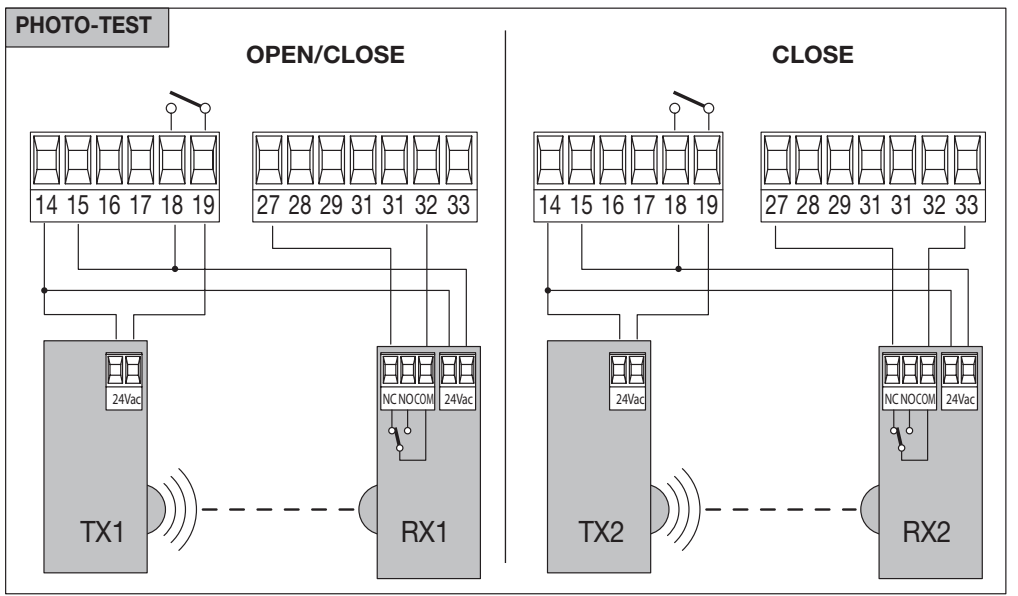 PHOTO-TEST
OPEN/CLOSE
14 15 16 17 18 19
27 28 29 31 31 32 33
24Vac
NC NO COM
24Vac
TX1
RX1
CLOSE
14 15 16 17 18 19
27 28 29 31 31 32 33
24Vac
NC NO COM
24Vac
TX2
RX2